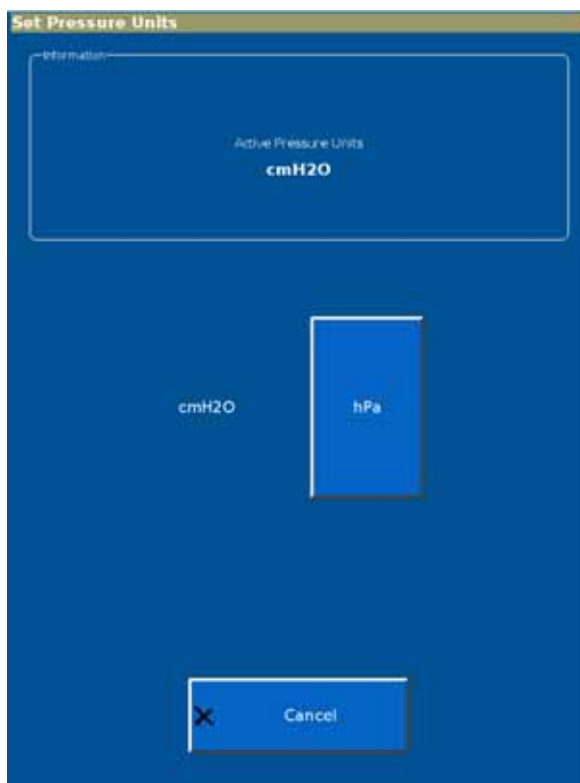 Set Pressure Units
Information
Active Pressure Units
cmH2O
cmH2O
hPa
Cancel